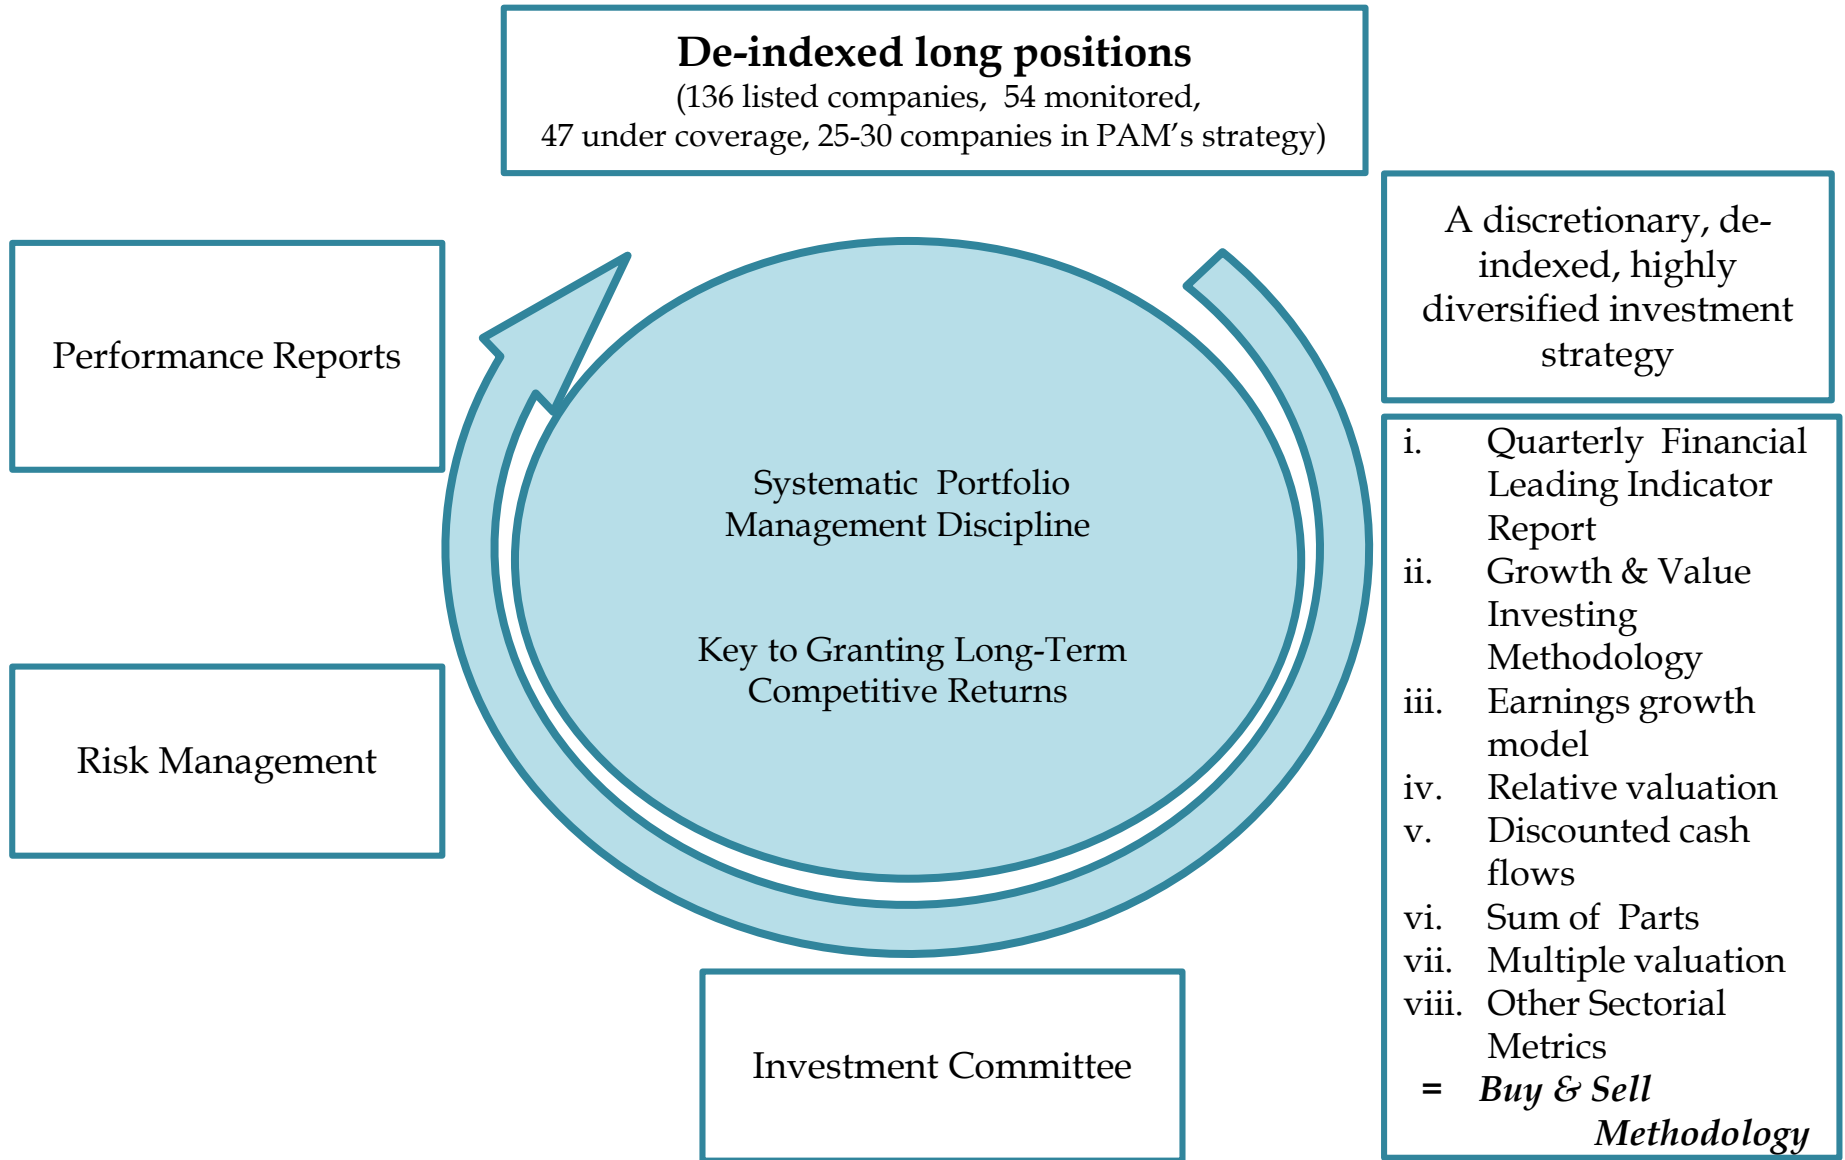 De-indexed long positions
(136 listed companies, 54 monitored,
47 under coverage, 25-30 companies in PAM's strategy)
A discretionary, de-
indexed, highly
diversified investment
strategy
Performance Reports
i. Quarterly Financial
Leading Indicator
Report
ii. Growth & Value
Investing
Methodology
iii. Earnings growth
model
iv. Relative valuation
v. Discounted cash
flows
vi. Sum of Parts
vii. Multiple valuation
viii. Other Sectorial
Metrics
= Buy & Sell
Methodology
Systematic Portfolio
Management Discipline
Key to Granting Long-Term
Competitive Returns
Risk Management
Investment Committee